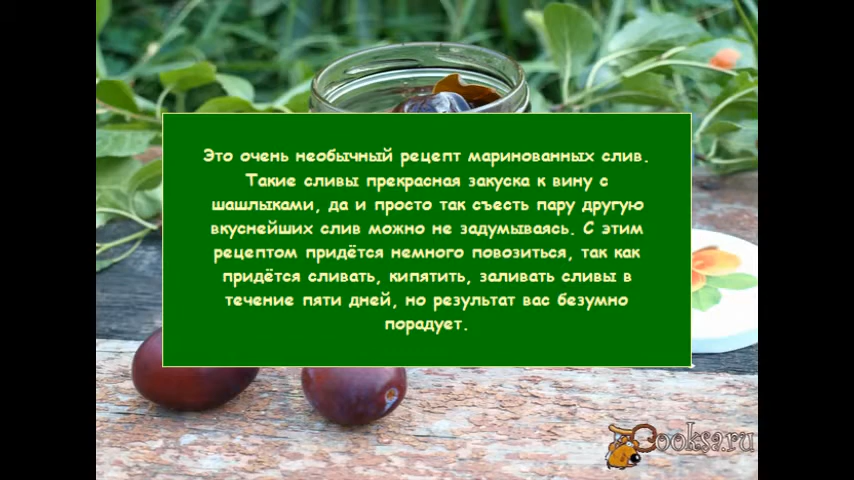 Это очень необычный рецепт маринованных слив.
Такие сливы прекрасная закуска к вину с
шашлыками, да и просто так съесть пару другую
вкуснейших слив можно не задумываясь. С этим
рецептом придётся немного повозиться, так как
придётся сливать, кипятить, заливать сливы в
течение пяти дней, но результат вас безумно
порадует.
Cooksa.ru